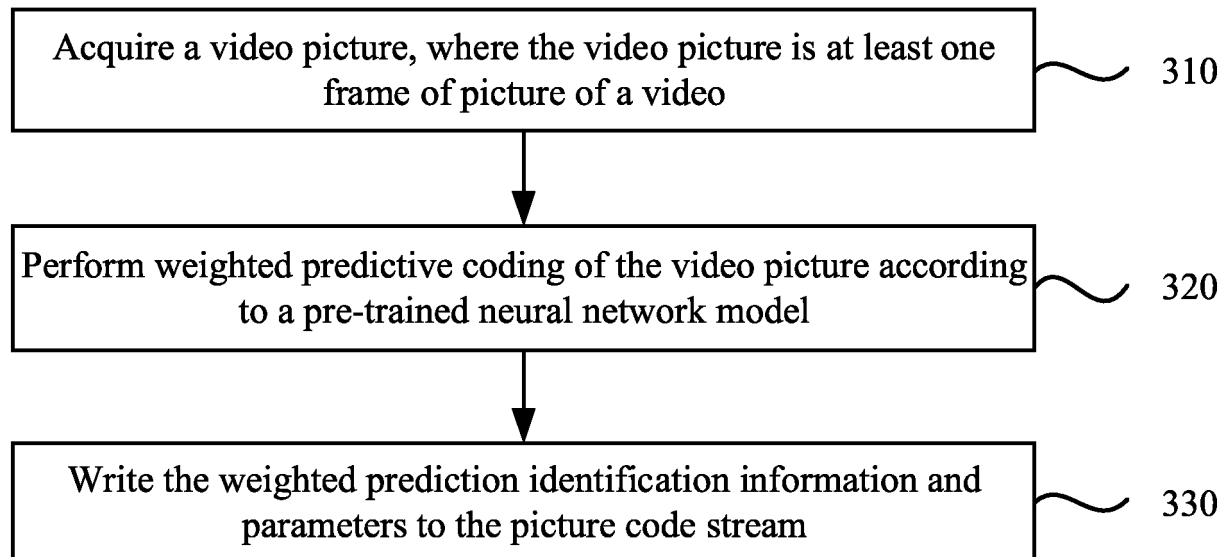 Acquire a video picture, where the video picture is at least one
frame of picture of a video
310
Perform weighted predictive coding of the video picture according
to a pre-trained neural network model
320
Write the weighted prediction identification information and
parameters to the picture code stream
330